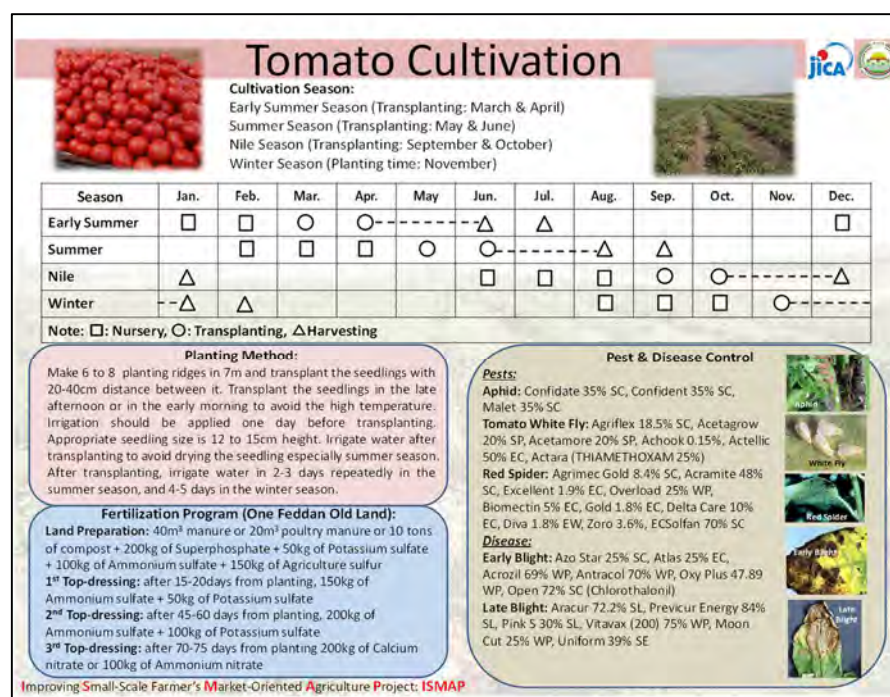 Tomato Cultivation
jICA
Cultivation Season:
Early Summer Season (Transplanting: March & April)
Summer Season (Transplanting: May & June)
Nile Season (Transplanting: September & October)
Winter Season (Planting time: November)
Season Jan. Feb. Mar. Apr. May Jun. Jul. Aug. Sep. Oct. Nov. Dec.
Early Summer □ □ ○ ○ △ △ □
Summer □ □ □ ○ ○ △ △
Nile △ □ □ □ ○ ○ △
Winter △ △ □ □ □ ○
Note: □: Nursery, ○: Transplanting, △Harvesting
Planting Method:
Make 6 to 8 planting ridges in 7m and transplant the seedlings with
20-40cm distance between it. Transplant the seedlings in the late
afternoon or in the early morning to avoid the high temperature.
Irrigation should be applied one day before transplanting.
Appropriate seedling size is 12 to 15cm height. Irrigate water after
transplanting to avoid drying the seedling especially summer season.
After transplanting, irrigate water in 2-3 days repeatedly in the
summer season, and 4-5 days in the winter season.
Fertilization Program (One Feddan Old Land):
Land Preparation: 40m³ manure or 20m³ poultry manure or 10 tons
of compost + 200kg of Superphosphate + 50kg of Potassium sulfate
+ 100kg of Ammonium sulfate + 150kg of Agriculture sulfur
1st Top-dressing: after 15-20days from planting, 150kg of
Ammonium sulfate + 50kg of Potassium sulfate
2nd Top-dressing: after 45-60 days from planting, 200kg of
Ammonium sulfate + 100kg of Potassium sulfate
3rd Top-dressing: after 70-75 days from planting 200kg of Calcium
nitrate or 100kg of Ammonium nitrate
Pest & Disease Control
Pests:
Aphid: Confidate 35% SC, Confident 35% SC,
Malet 35% SC
Tomato White Fly: Agriflex 18.5% SC, Acetagrow
20% SP, Acetamore 20% SP, Achook 0.15%, Actellic
50% EC, Actara (THIAMETHOXAM 25%)
Red Spider: Agrimec Gold 8.4% SC, Acramite 48%
SC, Excellent 1.9% EC, Overload 25% WP,
Biomectin 5% EC, Gold 1.8% EC, Delta Care 10%
EC, Diva 1.8% EW, Zoro 3.6%, ECSolfan 70% SC
Disease:
Early Blight: Azo Star 25% SC, Atlas 25% EC,
Acrozil 69% WP, Antracol 70% WP, Oxy Plus 47.89
WP, Open 72% SC (Chlorothalonil)
Late Blight: Aracur 72.2% SL, Previcur Energy 84%
SL, Pink S 30% SL, Vitavax (200) 75% WP, Moon
Cut 25% WP, Uniform 39% SE
Aphid
White Fly
Red Spider
Early Blight
Late
Blight
Improving Small-Scale Farmer's Market-Oriented Agriculture Project: ISMAP